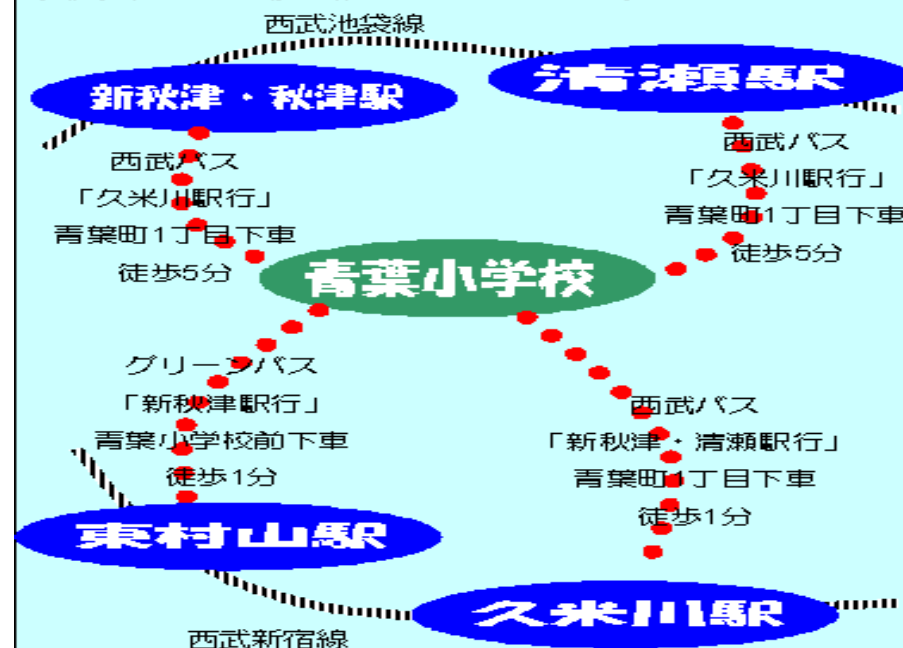 西武池袋線
新秋津・秋津駅
清瀬駅
西武バス
「久米川駅行」
青葉町1丁目下車
徒歩5分
西武バス
「久米川駅行」
青葉町1丁目下車
徒歩5分
青葉小学校
グリーンバス
「新秋津駅行」
青葉小学校前下車
徒歩1分
西武バス
「新秋津・清瀬駅行」
青葉町1丁目下車
徒歩1分
東村山駅
久米川駅
西武新宿線